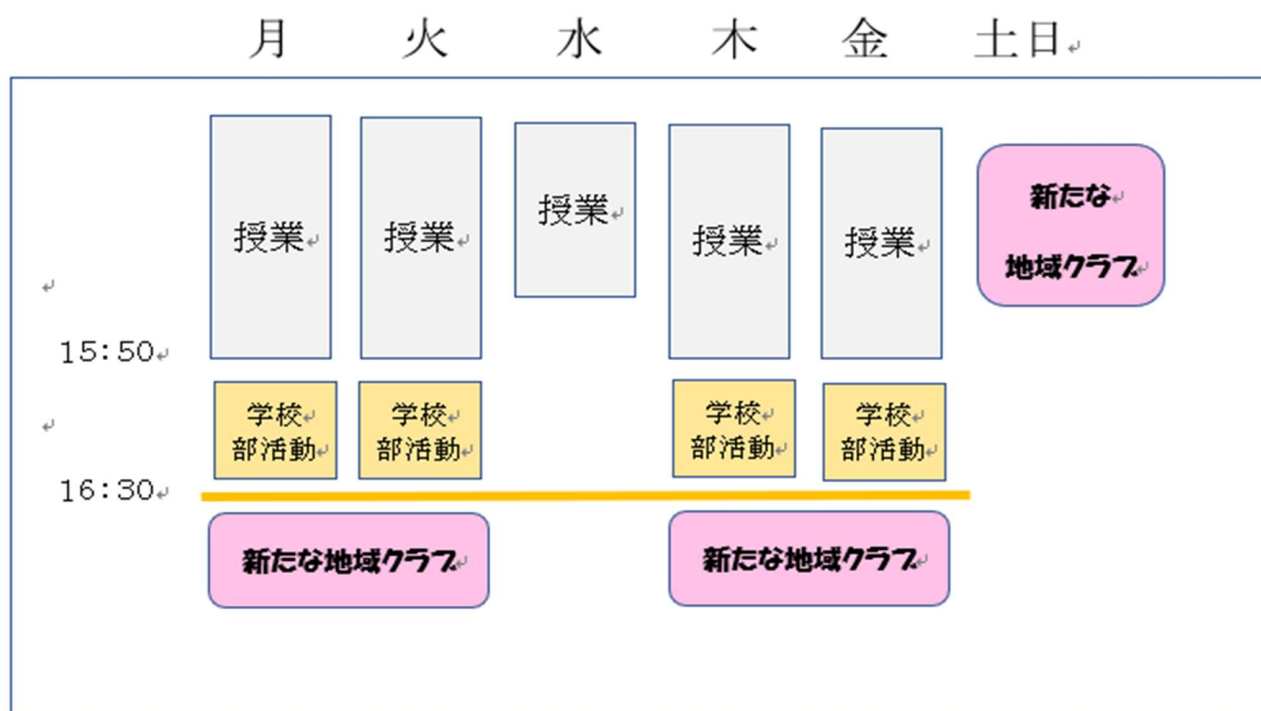 月 火 水 木 金 土日
授業 授業 授業 授業 授業
新たな
地域クラブ
15:50
学校 学校 学校 学校
部活動 部活動 部活動 部活動
16:30
新たな地域クラブ 新たな地域クラブ